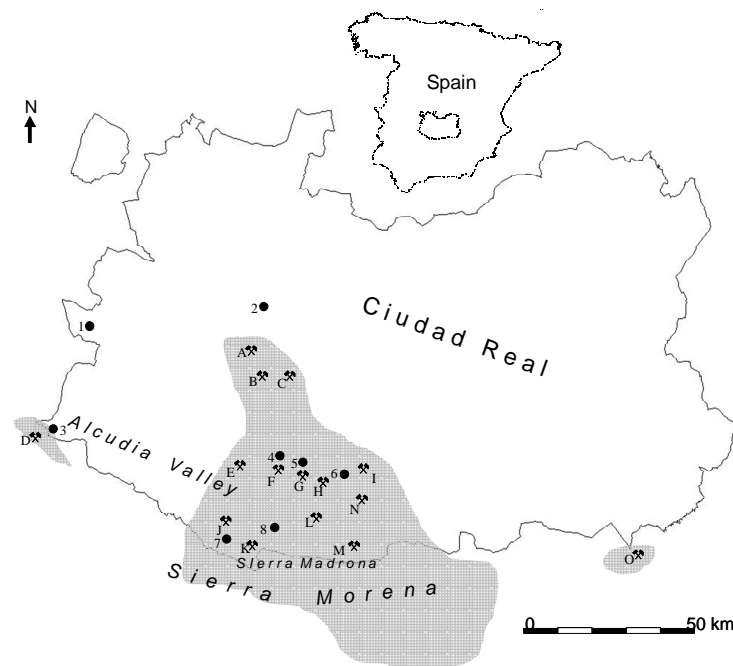 Spain
N
Ciudad Real
2
1
A
B C
Alcudia Valley
3
D
4
5
6
E
F
G
H
I
N
L
J
8
7
K
M
O
SIerra Madrona
Sierra Morena
0 50 km